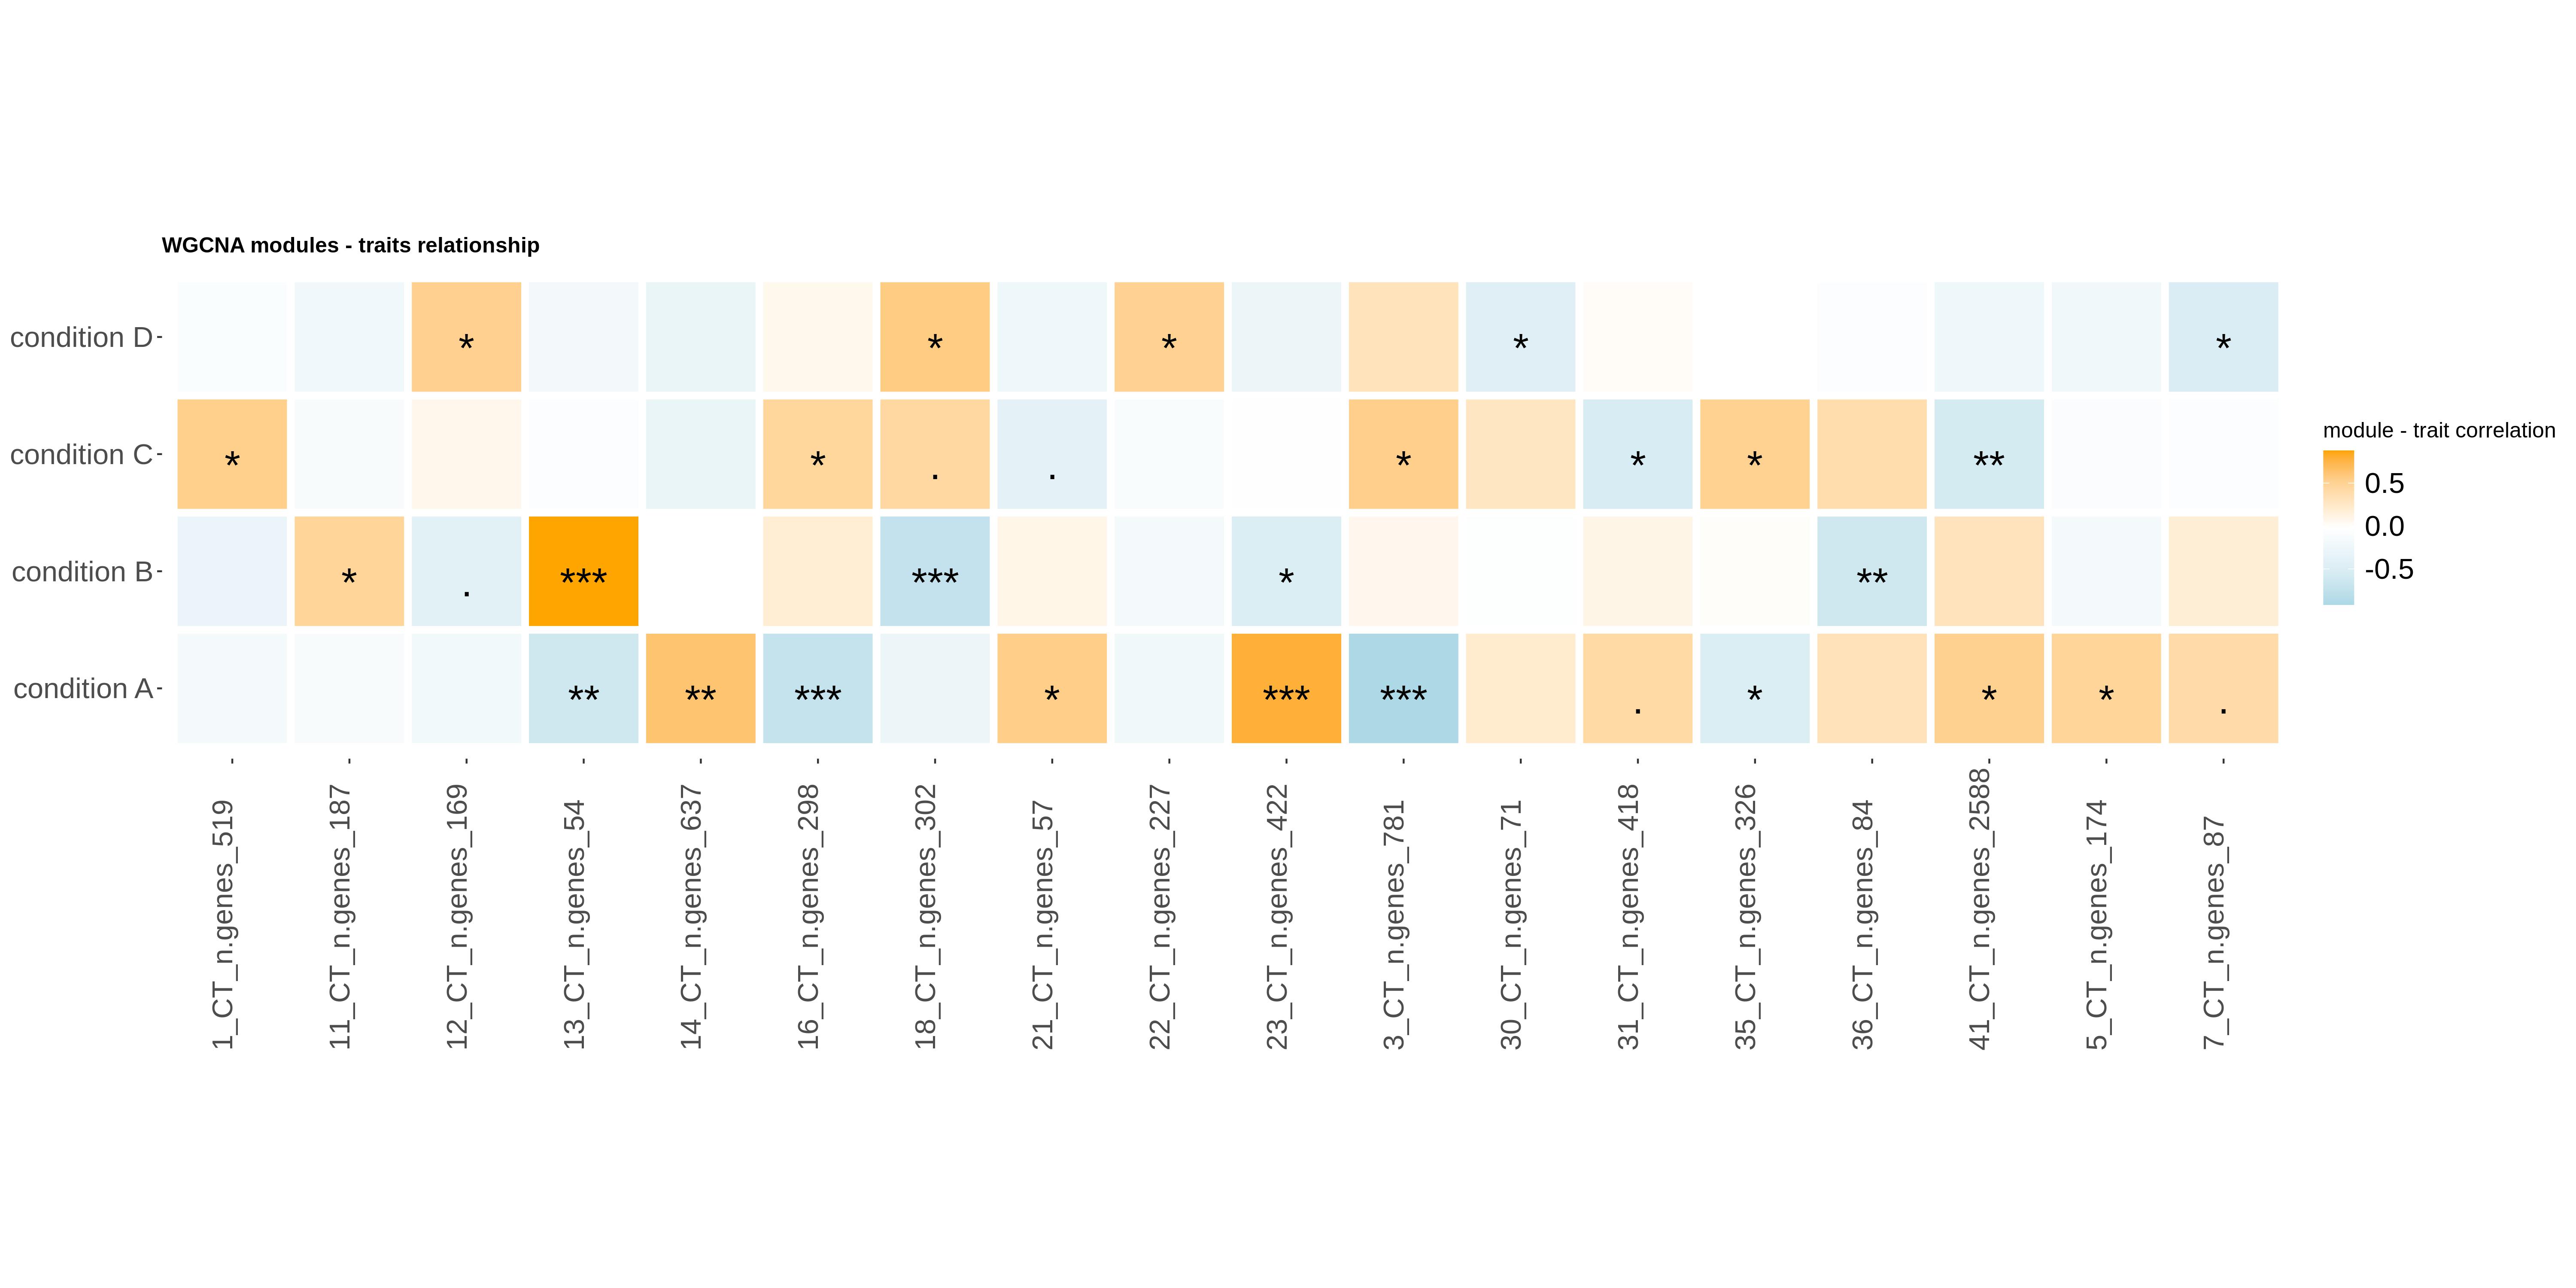 WGCNA modules - traits relationship
condition D
* * * * *
condition C
* * . . * * * **
condition B
* . *** *** * **
condition A
** ** *** * *** *** . * * * .
1_CT_n.genes_519
11_CT_n.genes_187
12_CT_n.genes_169
13_CT_n.genes_54
14_CT_n.genes_637
16_CT_n.genes_298
18_CT_n.genes_302
21_CT_n.genes_57
22_CT_n.genes_227
23_CT_n.genes_422
3_CT_n.genes_781
30_CT_n.genes_71
31_CT_n.genes_418
35_CT_n.genes_326
36_CT_n.genes_84
41_CT_n.genes_2588
5_CT_n.genes_174
7_CT_n.genes_87
module - trait correlation
0.5
0.0
-0.5